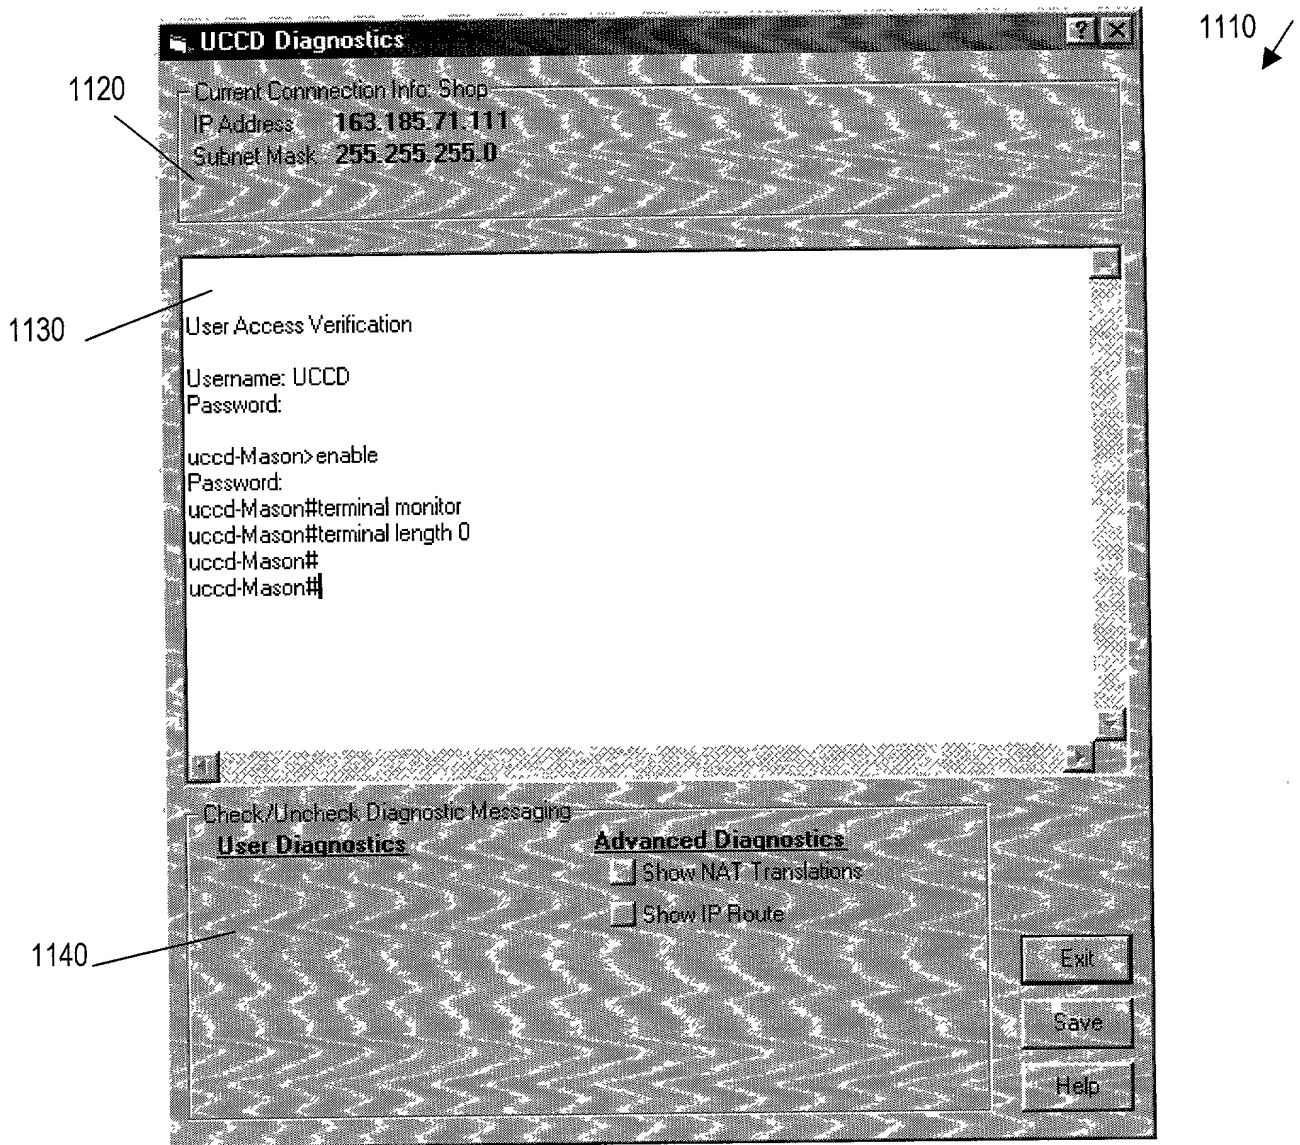 1110
UCCD Diagnostics
1120
Current Connnection Info: Shop
IP Address 163.185.71.111
Subnet Mask 255.255.255.0
1130
User Access Verification
Username: UCCD
Password:
uccd-Mason>enable
Password:
uccd-Mason#terminal monitor
uccd-Mason#terminal length 0
uccd-Mason#
uccd-Mason#
Check/Uncheck Diagnostic Messaging
User Diagnostics
Advanced Diagnostics
Show NAT Translations
Show IP Route
1140
Exit
Save
Help